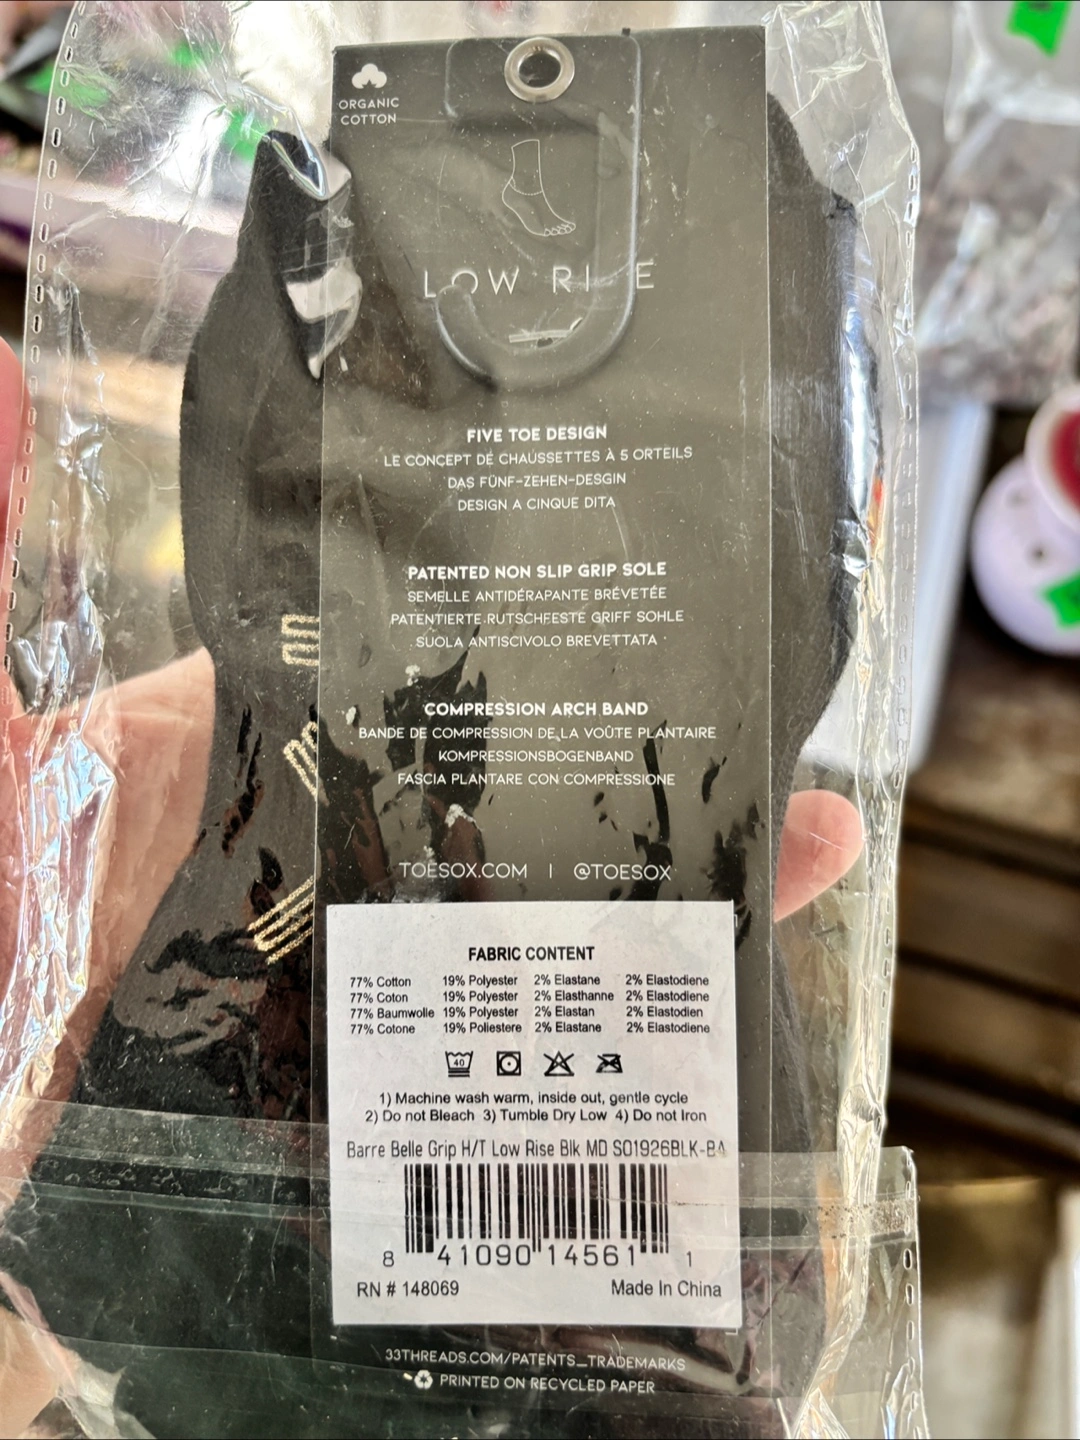 ORGANIC
COTTON
LOW RISE
FIVE TOE DESIGN
LE CONCEPT DE CHAUSSETTES À 5 ORTEILS
DAS FÜNF-ZEHEN-DESGIN
DESIGN A CINQUE DITA
PATENTED NON SLIP GRIP SOLE
SEMELLE ANTIDÉRAPANTE BRÉVETÉE
PATENTIERTE RUTSCHFESTE GRIFF SOHLE
SUOLA ANTISCIVOLO BREVETTATA
COMPRESSION ARCH BAND
BANDE DE COMPRESSION DE LA VOÛTE PLANTAIRE
KOMPRESSIONSBOGENBAND
FASCIA PLANTARE CON COMPRESSIONE
TOESOX.COM | @TOESOX
FABRIC CONTENT
77% Cotton 19% Polyester 2% Elastane 2% Elastodiene
77% Coton 19% Polyester 2% Elasthanne 2% Elastodiene
77% Baumwolle 19% Polyester 2% Elastan 2% Elastodien
77% Cotone 19% Poliestere 2% Elastane 2% Elastodiene
40
1) Machine wash warm, inside out, gentle cycle
2) Do not Bleach 3) Tumble Dry Low 4) Do not Iron
Barre Belle Grip H/T Low Rise Blk MD S01926BLK-BA
8 41090 14561 1
RN # 148069 Made In China
33THREADS.COM/PATENTS_TRADEMARKS
PRINTED ON RECYCLED PAPER